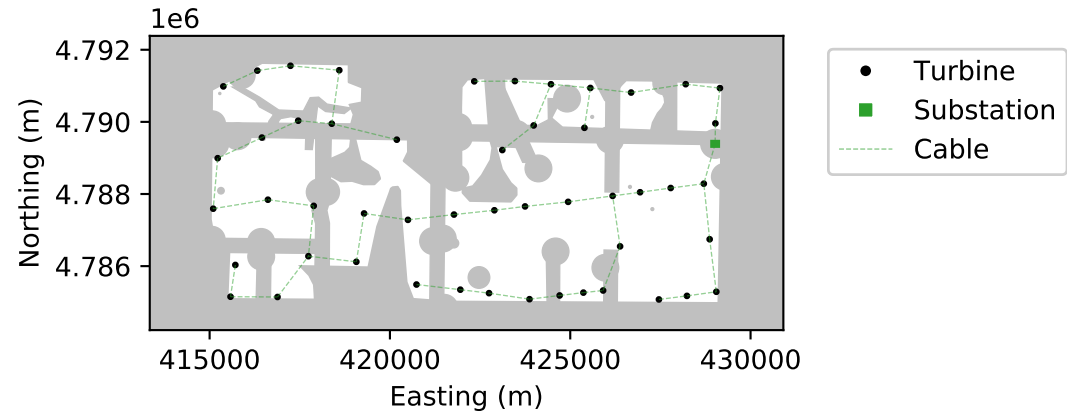 1e6
4.792
4.790
4.788
4.786
Northing (m)
415000 420000 425000 430000
Easting (m)
Turbine
Substation
Cable